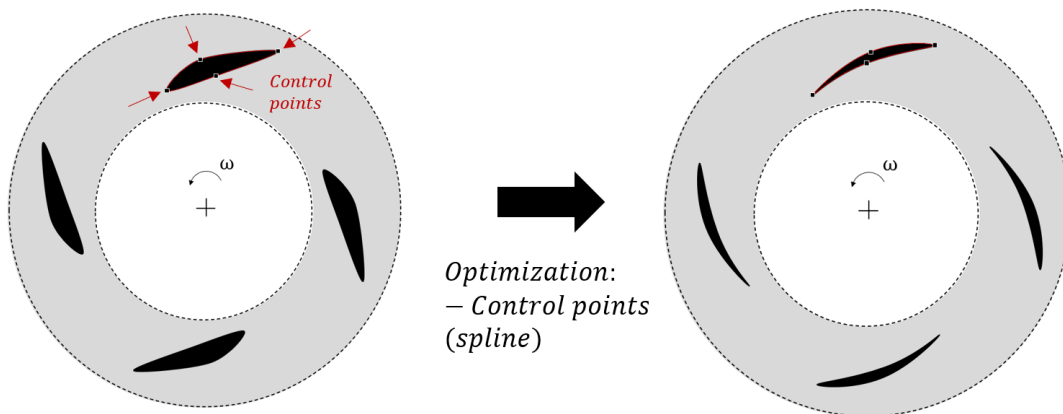 Control
points
ω
ω
Optimization:
− Control points
(spline)